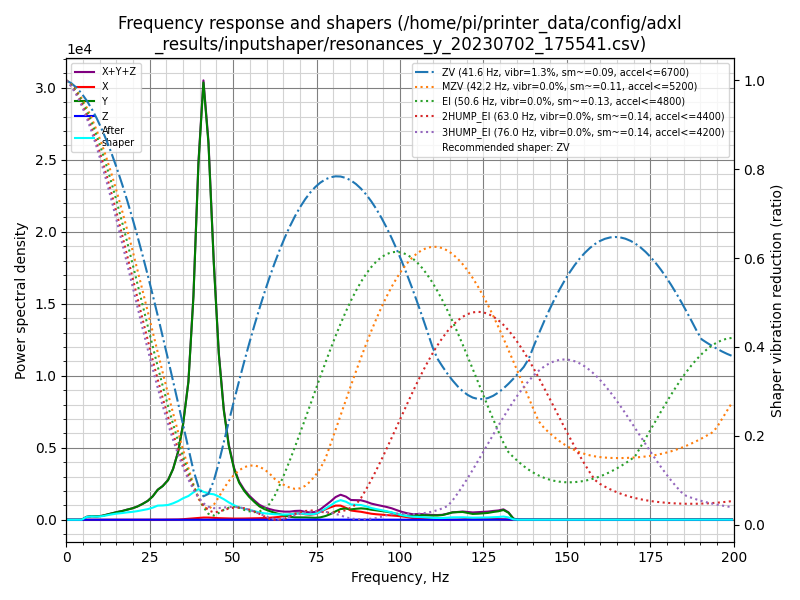 Frequency response and shapers (/home/pi/printer_data/config/adxl
_results/inputshaper/resonances_y_20230702_175541.csv)
1e4
X+Y+Z
X
Y
Z
After
shaper
ZV (41.6 Hz, vibr=1.3%, sm~=0.09, accel<=6700)
MZV (42.2 Hz, vibr=0.0%, sm~=0.11, accel<=5200)
EI (50.6 Hz, vibr=0.0%, sm~=0.13, accel<=4800)
2HUMP_EI (63.0 Hz, vibr=0.0%, sm~=0.14, accel<=4400)
3HUMP_EI (76.0 Hz, vibr=0.0%, sm~=0.14, accel<=4200)
Recommended shaper: ZV
Power spectral density
3.0
2.5
2.0
1.5
1.0
0.5
0.0
Shaper vibration reduction (ratio)
1.0
0.8
0.6
0.4
0.2
0.0
0 25 50 75 100 125 150 175 200
Frequency, Hz